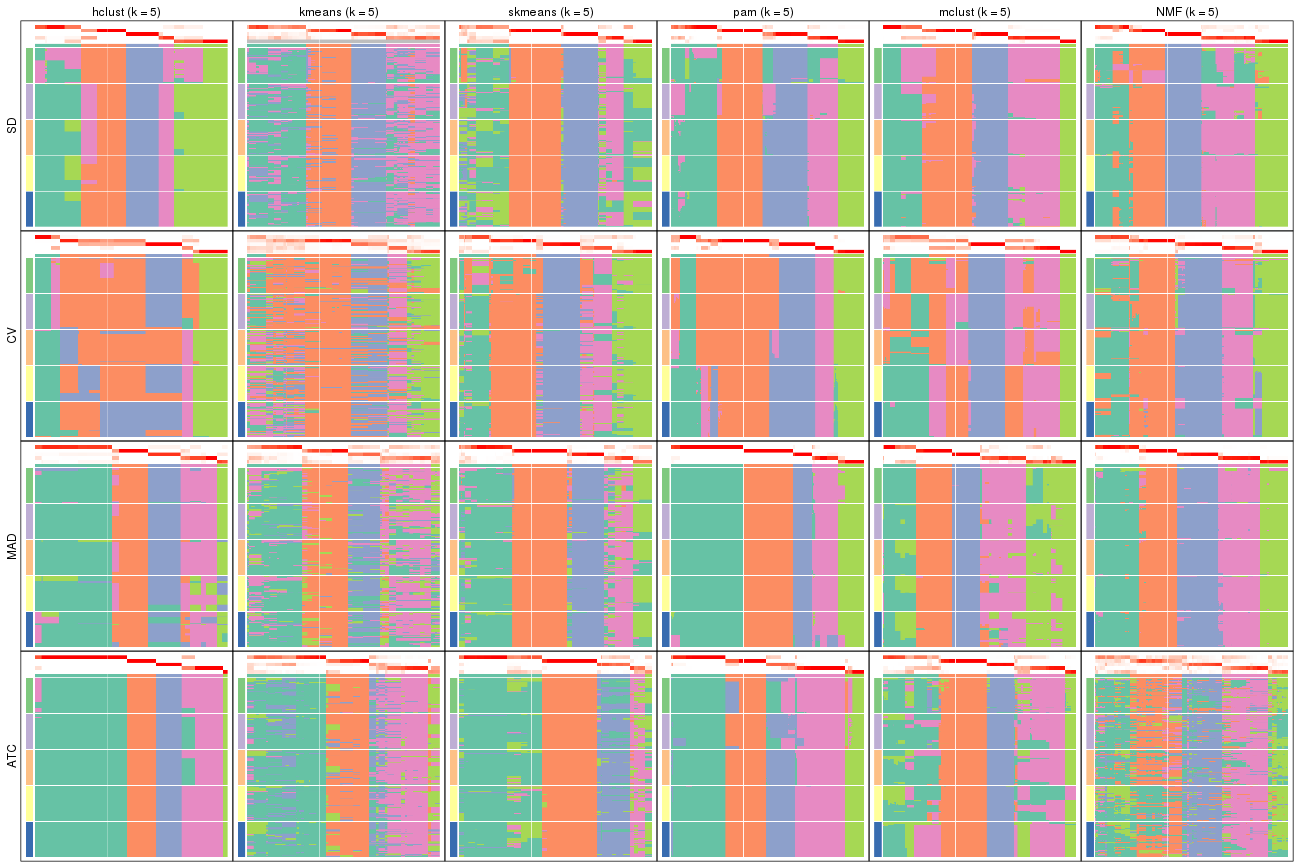 hclust (k = 5) kmeans (k = 5) skmeans (k = 5) pam (k = 5) mclust (k = 5) NMF (k = 5)
SD
CV
MAD
ATC